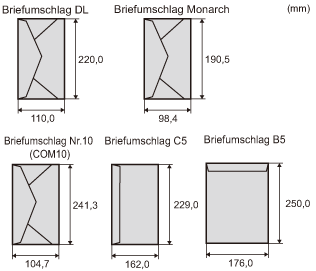 Briefumschlag DL
Briefumschlag Monarch
(mm)
220,0
190,5
110,0
98,4
Briefumschlag Nr.10
(COM10)
Briefumschlag C5
Briefumschlag B5
241,3
229,0
250,0
104,7
162,0
176,0